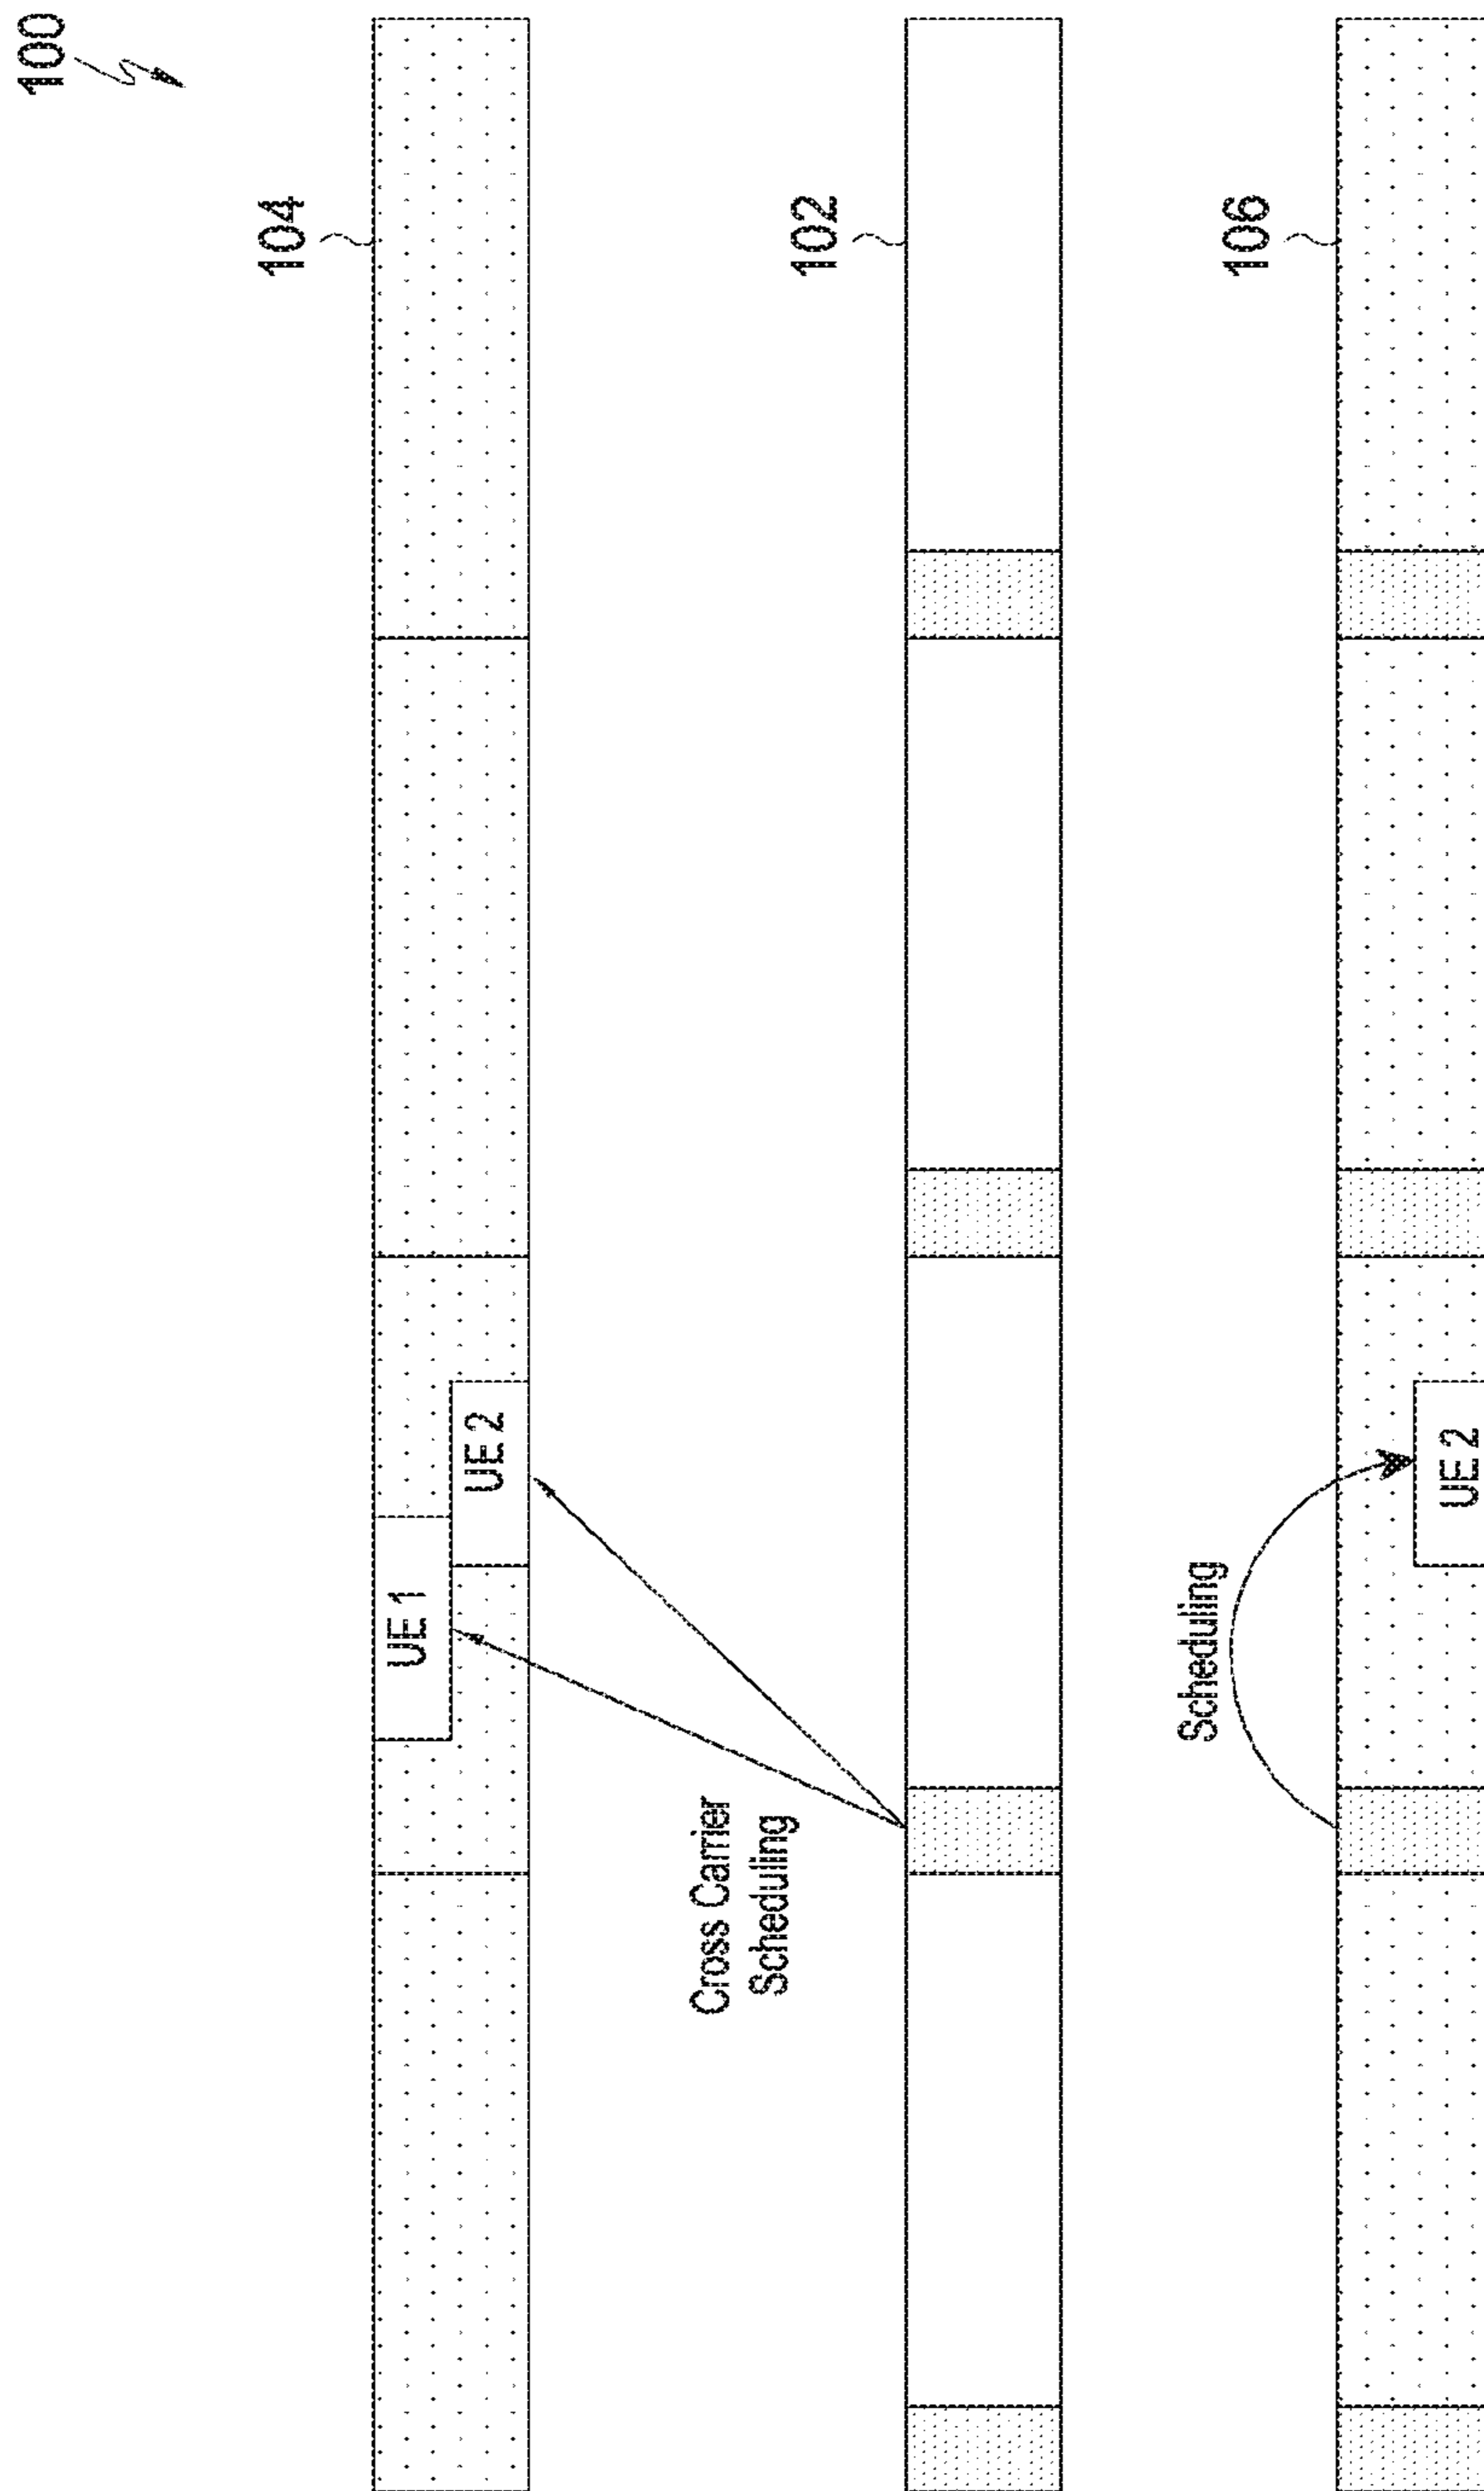 100
104
UE 1
UE 2
Cross Carrier
Scheduling
102
106
Scheduling
UE 2